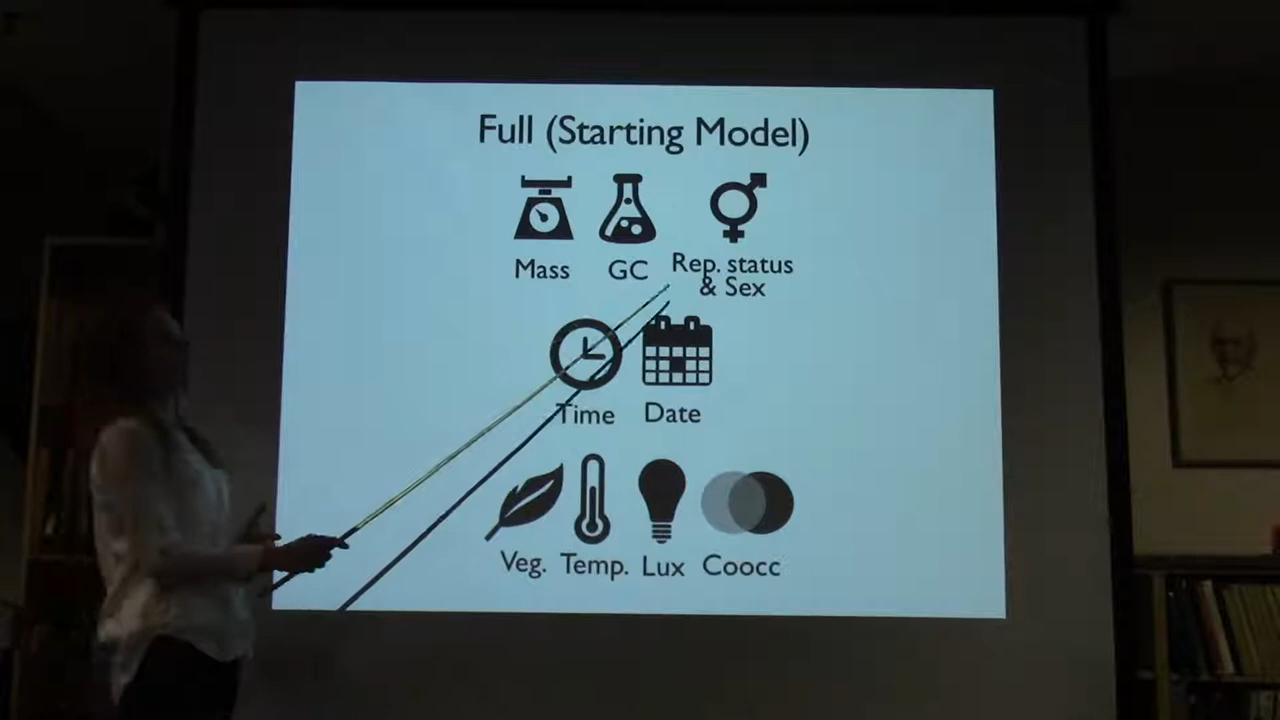 Full (Starting Model)
Mass GC Rep. status
& Sex
Time Date
Veg. Temp. Lux Coocc